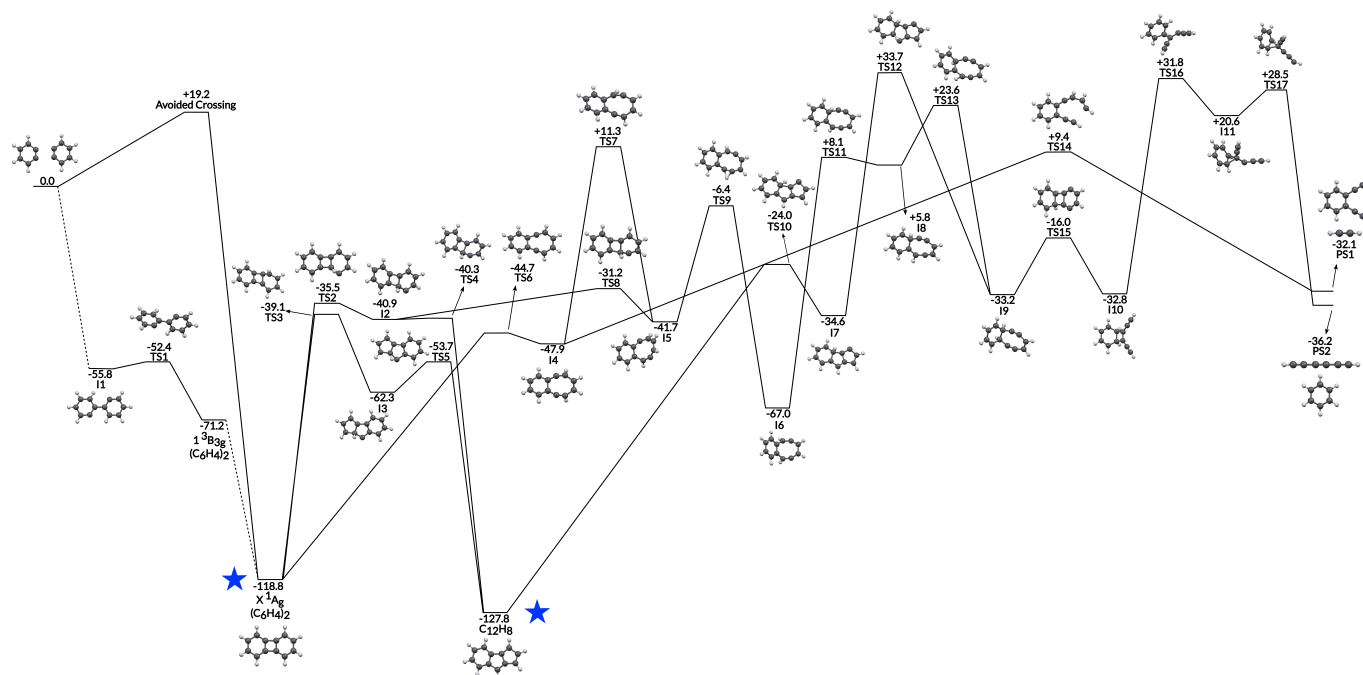 0.0
+19.2
Avoided Crossing
-55.8
I1
-52.4
TS1
-71.2
1 ³B₃g
(C₆H₄)₂
-118.8
X ¹Ag
(C₆H₄)₂
-39.1
TS3
-35.5
TS2
-40.9
I2
-62.3
I3
-53.7
TS5
-40.3
TS4
-127.8
C₁₂H₈
-44.7
TS6
-47.9
I4
+11.3
TS7
-31.2
TS8
-41.7
I5
-6.4
TS9
-67.0
I6
-24.0
TS10
-34.6
I7
+8.1
TS11
+5.8
I8
+33.7
TS12
+23.6
TS13
-33.2
I9
+9.4
TS14
-16.0
TS15
-32.8
I10
+31.8
TS16
+20.6
I11
+28.5
TS17
-32.1
PS1
-36.2
PS2